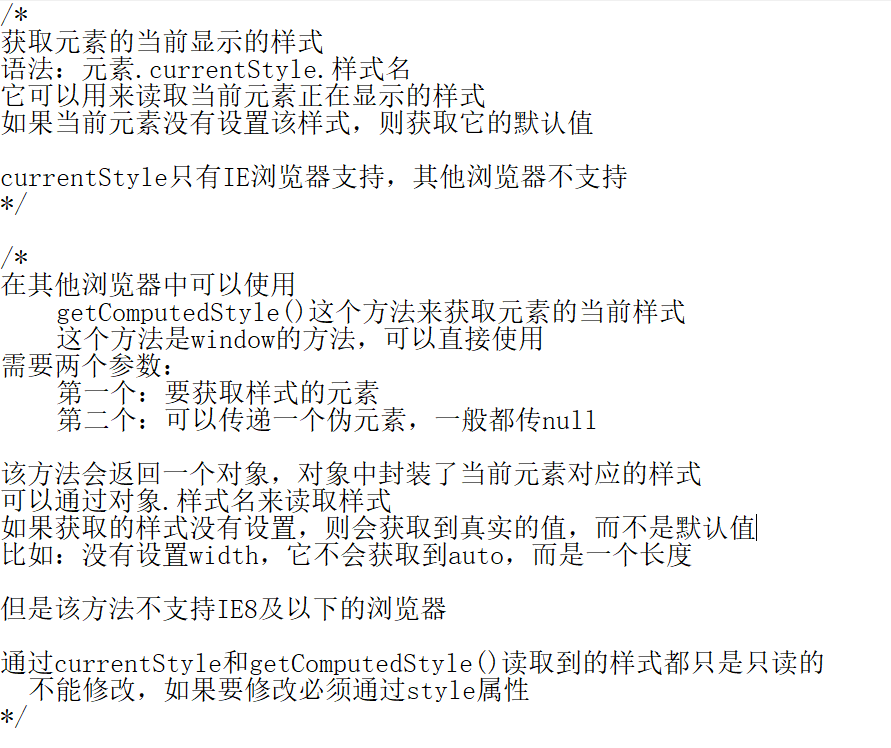 /*
获取元素的当前显示的样式
语法：元素.currentStyle.样式名
它可以用来读取当前元素正在显示的样式
如果当前元素没有设置该样式，则获取它的默认值
currentStyle只有IE浏览器支持，其他浏览器不支持
*/
/*
在其他浏览器中可以使用
getComputedStyle()这个方法来获取元素的当前样式
这个方法是window的方法，可以直接使用
需要两个参数：
第一个：要获取样式的元素
第二个：可以传递一个伪元素，一般都传null
该方法会返回一个对象，对象中封装了当前元素对应的样式
可以通过对象.样式名来读取样式
如果获取的样式没有设置，则会获取到真实的值，而不是默认值
比如：没有设置width，它不会获取到auto，而是一个长度
但是该方法不支持IE8及以下的浏览器
通过currentStyle和getComputedStyle()读取到的样式都只是只读的
不能修改，如果要修改必须通过style属性
*/